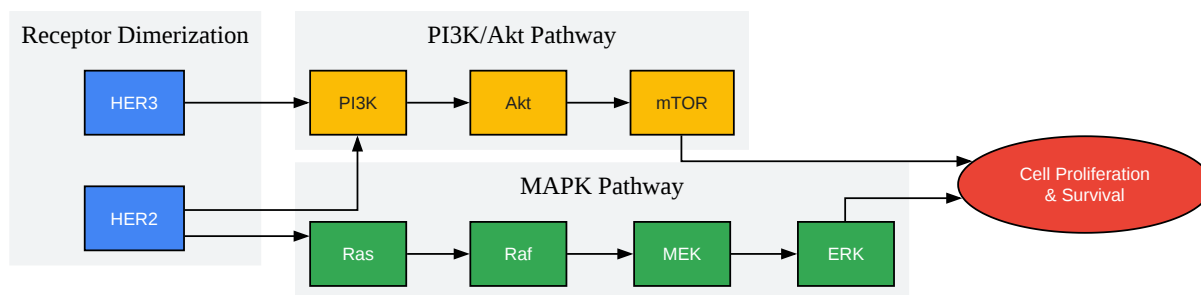 Receptor Dimerization
HER3
HER2
PI3K/Akt Pathway
PI3K
Akt
mTOR
MAPK Pathway
Ras
Raf
MEK
ERK
Cell Proliferation
& Survival